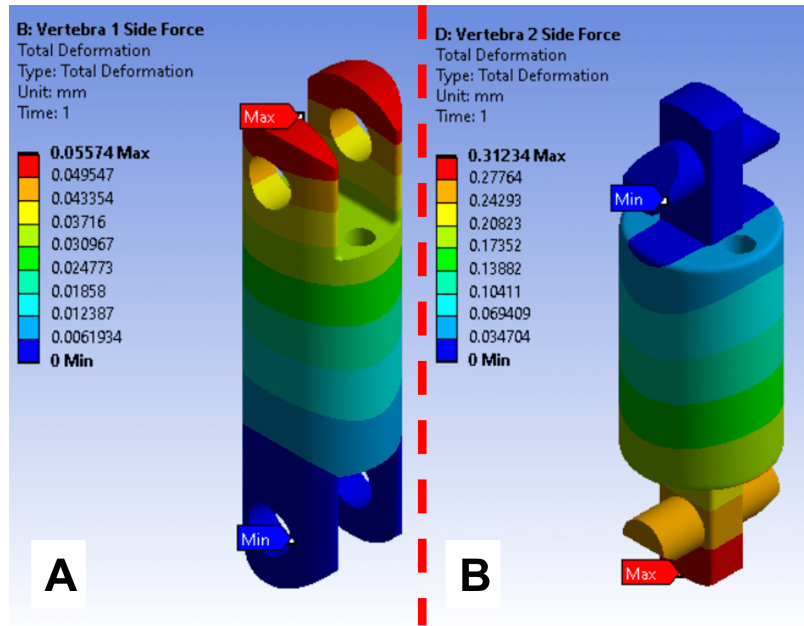 B: Vertebra 1 Side Force
Total Deformation
Type: Total Deformation
Unit: mm
Time: 1
0.05574 Max
0.049547
0.043354
0.03716
0.030967
0.024773
0.01858
0.012387
0.0061934
0 Min
Max
Min
A
D: Vertebra 2 Side Force
Total Deformation
Type: Total Deformation
Unit: mm
Time: 1
0.31234 Max
0.27764
0.24293
0.20823
0.17352
0.13882
0.10411
0.069409
0.034704
0 Min
Min
Max
B